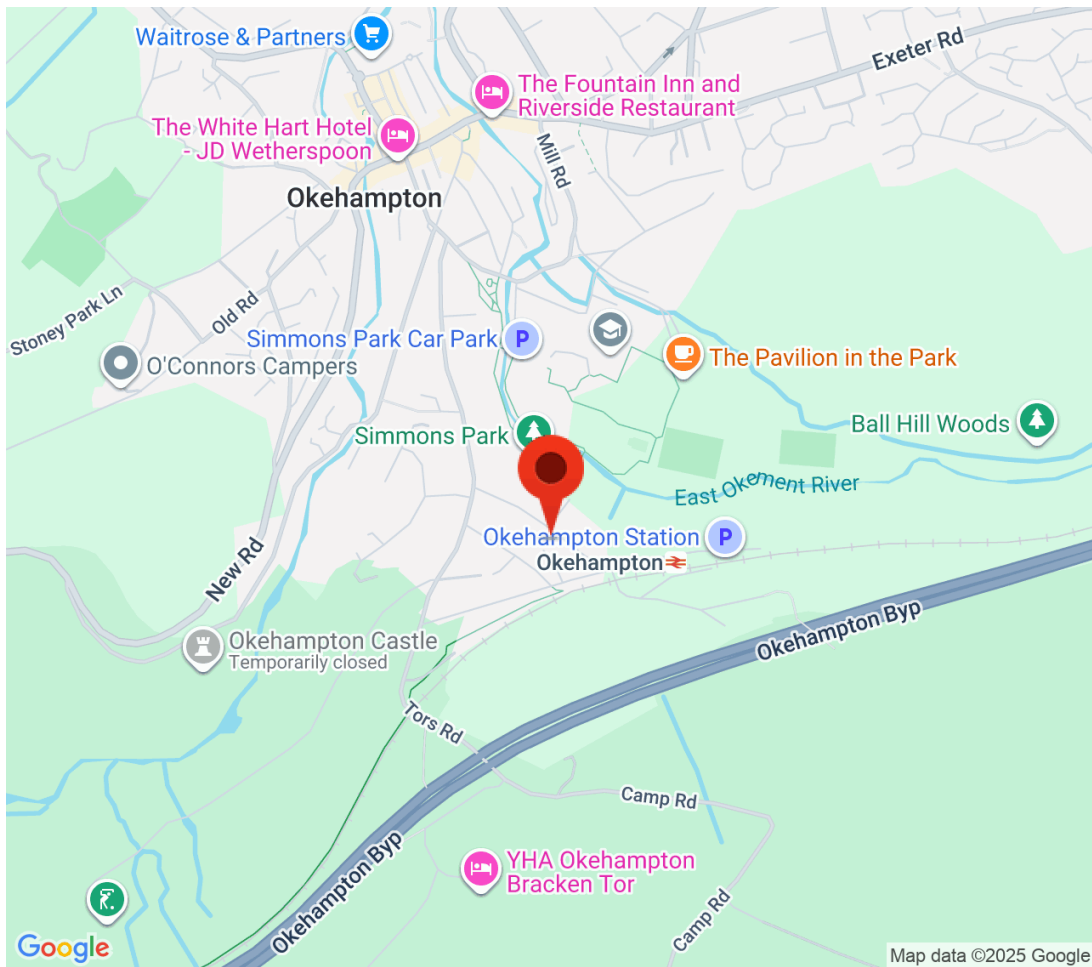 Waitrose & Partners
Exeter Rd
The Fountain Inn and
Riverside Restaurant
The White Hart Hotel
- JD Wetherspoon
Mill Rd
Okehampton
Stoney Park Ln
Old Rd
Simmons Park Car Park
P
O'Connors Campers
The Pavilion in the Park
Simmons Park
Ball Hill Woods
East Okement River
Okehampton Station
P
Okehampton
New Rd
Okehampton Castle
Temporarily closed
Okehampton Byp
Tors Rd
Camp Rd
Okehampton Byp
YHA Okehampton
Bracken Tor
Camp Rd
Google
Map data ©2025 Google